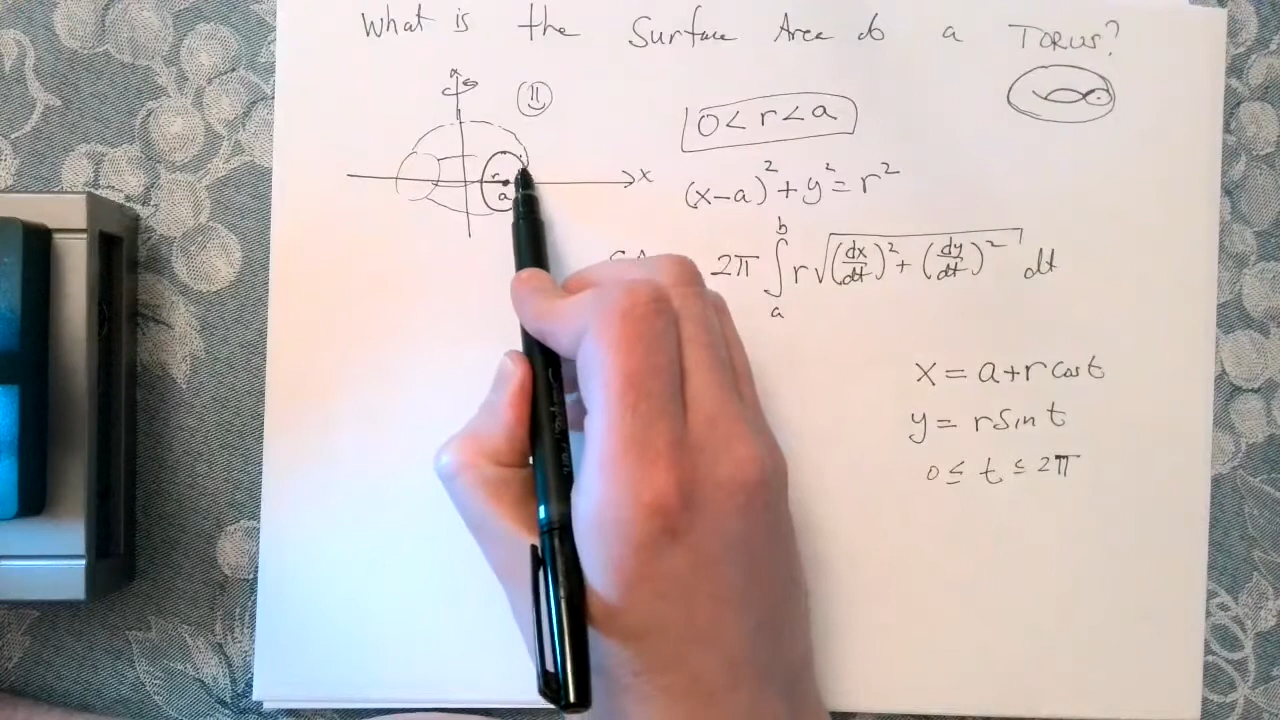 What is the Surface Area of a TORUS?
II
0<r<a
r
a
x
(x-a)²+y²=r²
2π ∫ₐᵇ r√((dx/dt)²+(dy/dt)²) dt
x = a+r cos t
y = r sin t
0 ≤ t ≤ 2π